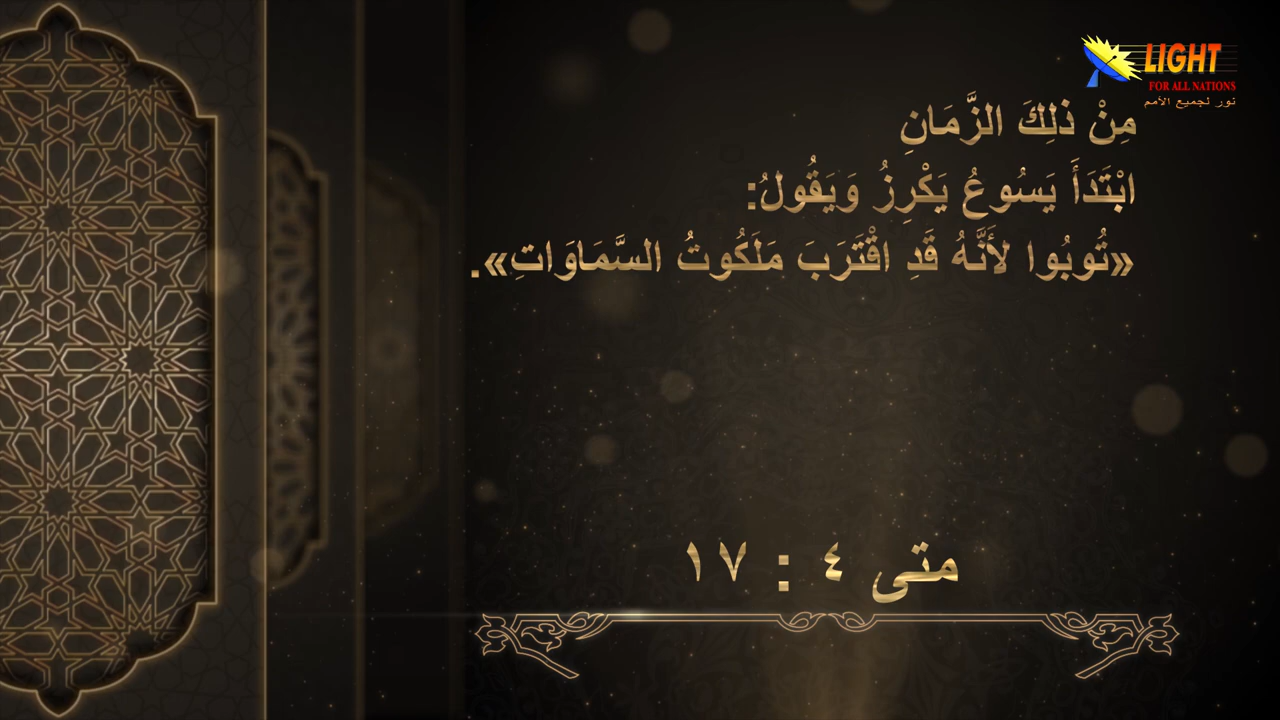 LIGHT
FOR ALL NATIONS
نور لجميع الأمم
مِنْ ذلِكَ الزَّمَانِ
ابْتَدَأَ يَسُوعُ يَكْرِزُ وَيَقُولُ:
«تُوبُوا لأَنَّهُ قَدِ اقْتَرَبَ مَلَكُوتُ السَّمَاوَاتِ».
متى ٤ : ١٧